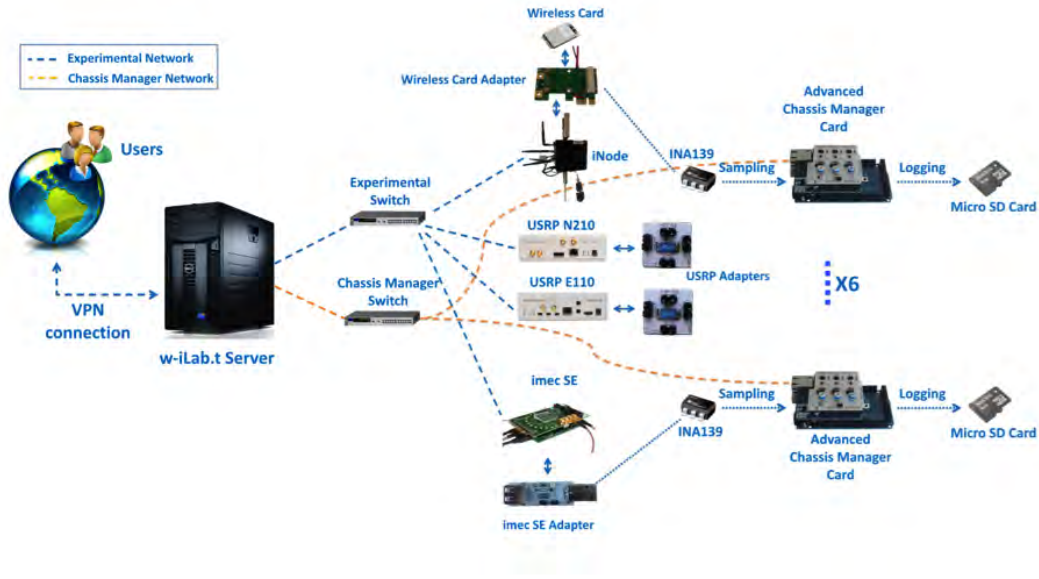 Wireless Card
Experimental Network
Chassis Manager Network
Wireless Card Adapter
Advanced
Chassis Manager
Card
Users
iNode
INA139
Sampling
Logging
Micro SD Card
Experimental
Switch
USRP N210
USRP Adapters
USRP E110
X6
Chassis Manager
Switch
VPN
connection
w-iLab.t Server
imec SE
Sampling
Logging
INA139
Micro SD Card
Advanced
Chassis Manager
Card
imec SE Adapter